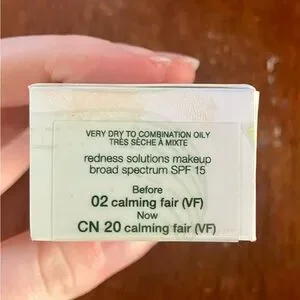 VERY DRY TO COMBINATION OILY
TRÈS SÈCHE À MIXTE
redness solutions makeup
broad spectrum SPF 15
Before
02 calming fair (VF)
Now
CN 20 calming fair (VF)